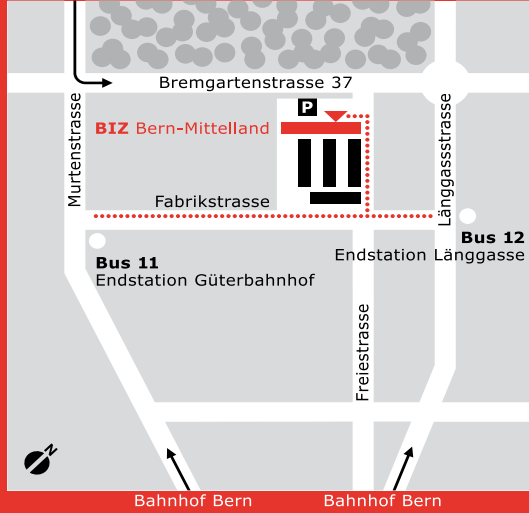 Bremgartenstrasse 37
P
BIZ Bern-Mittelland
Murtenstrasse
Länggassstrasse
Fabrikstrasse
Bus 12
Endstation Länggasse
Bus 11
Endstation Güterbahnhof
Freiestrasse
N
Bahnhof Bern
Bahnhof Bern